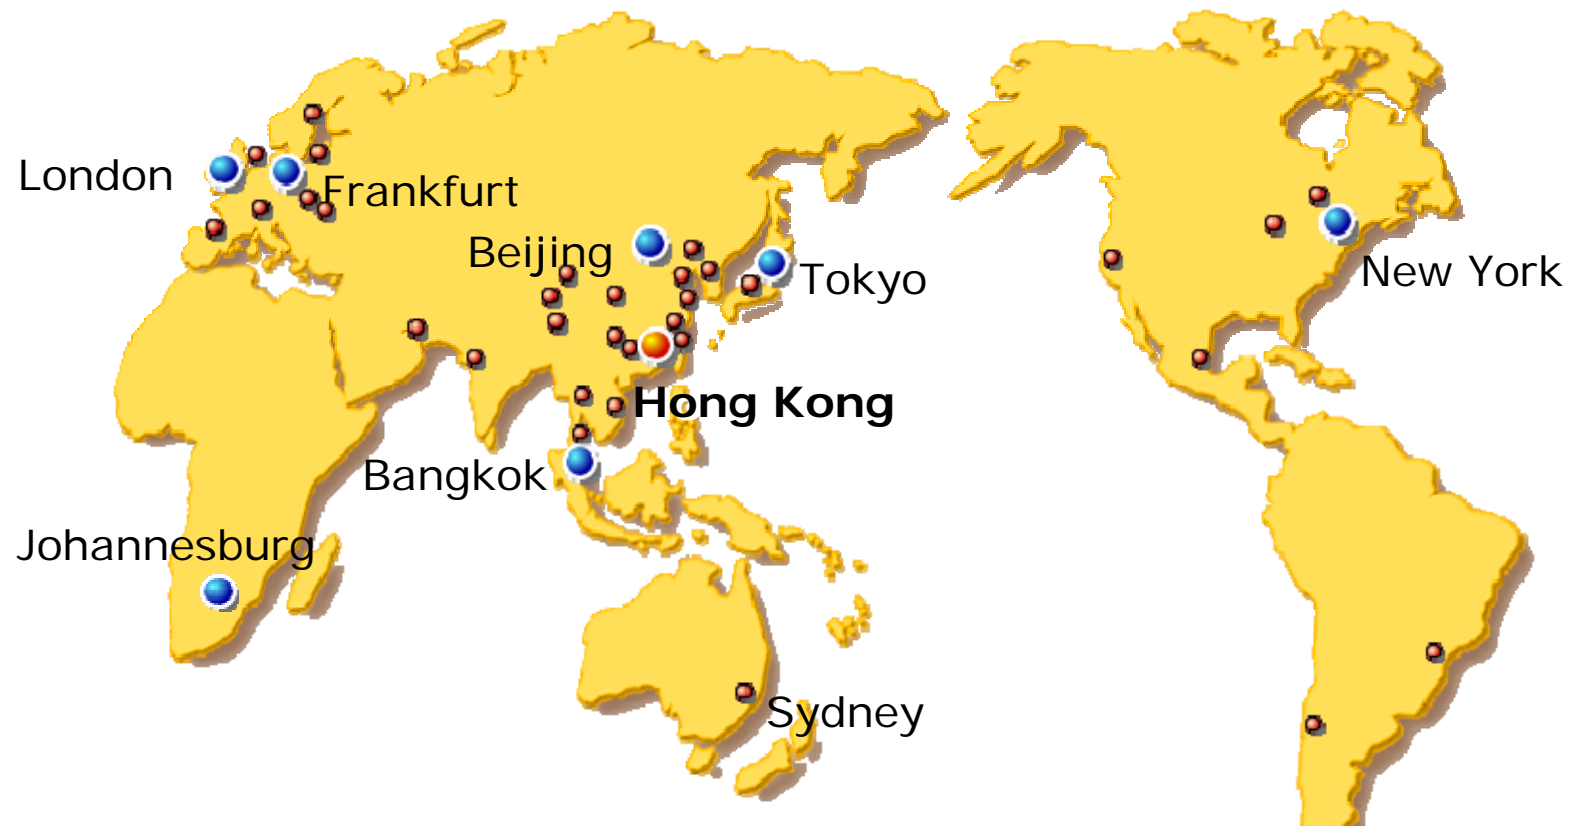 London
Frankfurt
Beijing
Tokyo
New York
Hong Kong
Bangkok
Johannesburg
Sydney